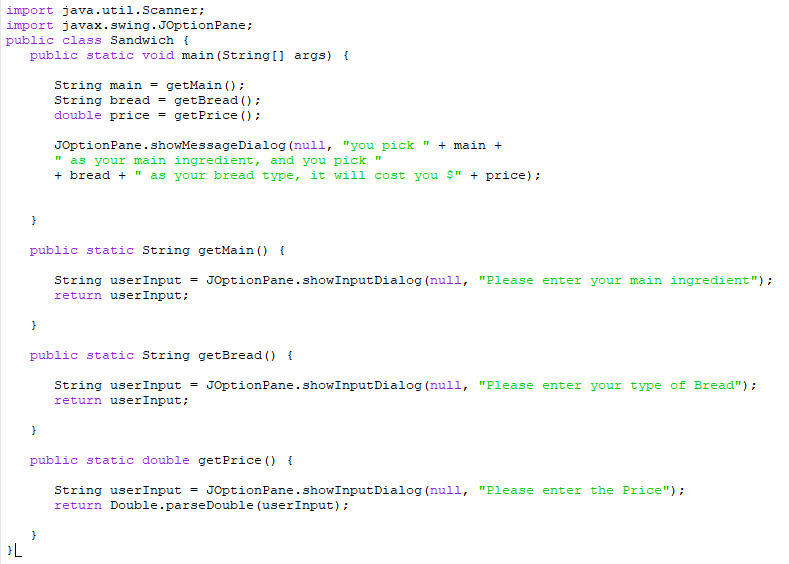 import java.util.Scanner;
import javax.swing.JOptionPane;
public class Sandwich {
   public static void main(String[] args) {

      String main = getMain();
      String bread = getBread();
      double price = getPrice();

      JOptionPane.showMessageDialog(null, "you pick " + main +
      " as your main ingredient, and you pick "
      + bread + " as your bread type, it will cost you $" + price);


   }

   public static String getMain() {

      String userInput = JOptionPane.showInputDialog(null, "Please enter your main ingredient");
      return userInput;

   }

   public static String getBread() {

      String userInput = JOptionPane.showInputDialog(null, "Please enter your type of Bread");
      return userInput;

   }

   public static double getPrice() {

      String userInput = JOptionPane.showInputDialog(null, "Please enter the Price");
      return Double.parseDouble(userInput);

   }
}